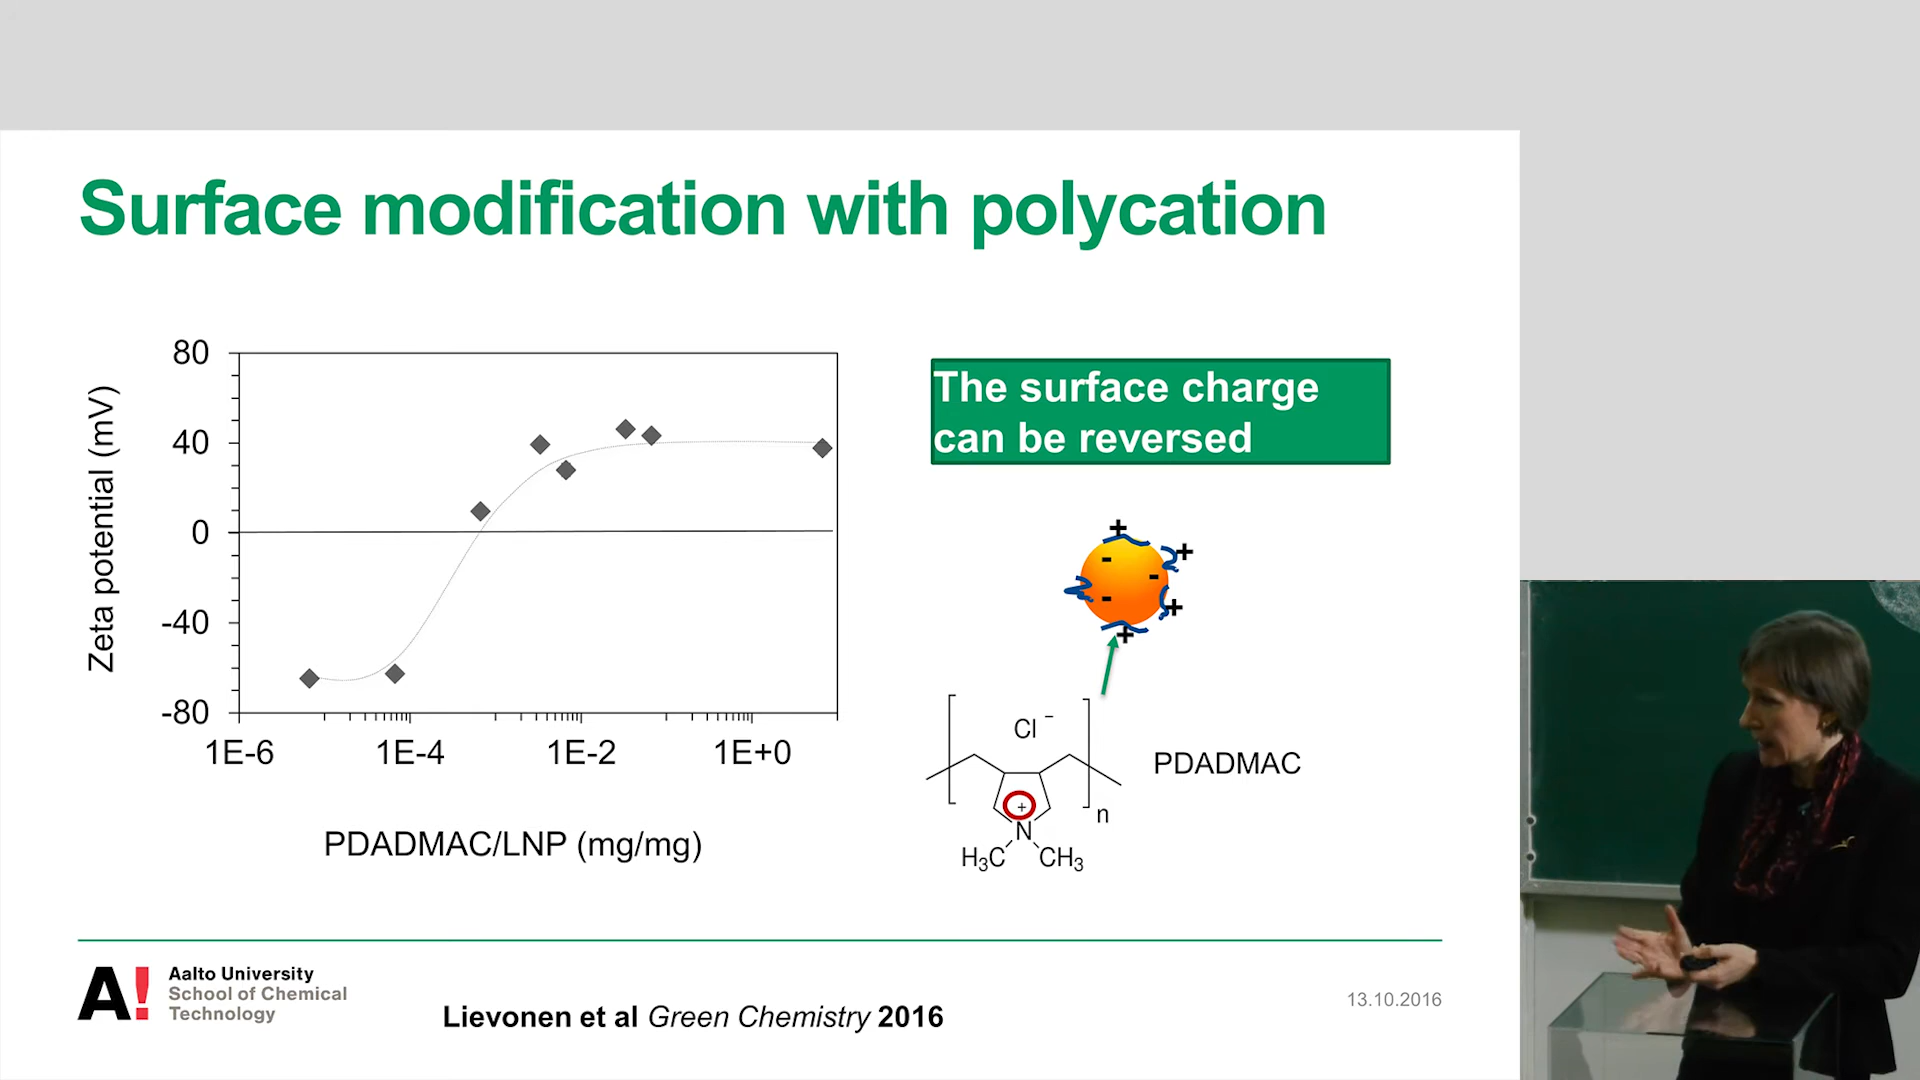 Surface modification with polycation
80
40
0
-40
-80
Zeta potential (mV)
1E-6 1E-4 1E-2 1E+0
PDADMAC/LNP (mg/mg)
The surface charge
can be reversed
+
+
-
-
-
+
+
Cl⁻
PDADMAC
+
n
N
H₃C CH₃
A!
Aalto University
School of Chemical
Technology
Lievonen et al Green Chemistry 2016
13.10.2016